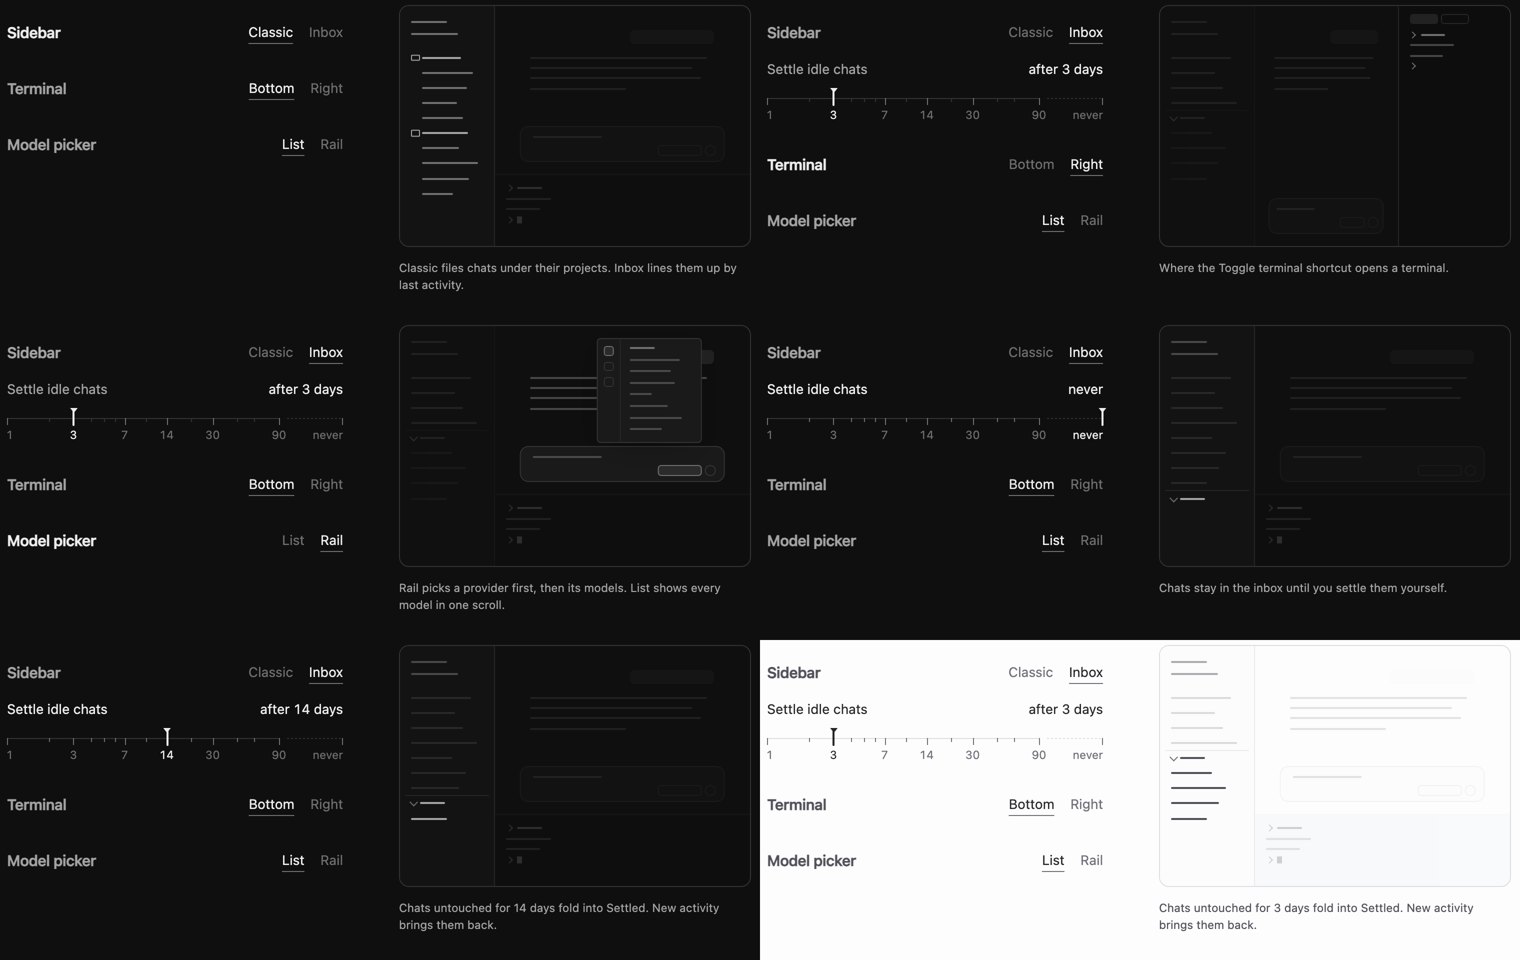 Sidebar Classic Inbox
Terminal Bottom Right
Model picker List Rail
Classic files chats under their projects. Inbox lines them up by
last activity.
Sidebar Classic Inbox
Settle idle chats after 3 days
1 3 7 14 30 90 never
Terminal Bottom Right
Model picker List Rail
Where the Toggle terminal shortcut opens a terminal.
Sidebar Classic Inbox
Settle idle chats after 3 days
1 3 7 14 30 90 never
Terminal Bottom Right
Model picker List Rail
Rail picks a provider first, then its models. List shows every
model in one scroll.
Sidebar Classic Inbox
Settle idle chats never
1 3 7 14 30 90 never
Terminal Bottom Right
Model picker List Rail
Chats stay in the inbox until you settle them yourself.
Sidebar Classic Inbox
Settle idle chats after 14 days
1 3 7 14 30 90 never
Terminal Bottom Right
Model picker List Rail
Chats untouched for 14 days fold into Settled. New activity
brings them back.
Sidebar Classic Inbox
Settle idle chats after 3 days
1 3 7 14 30 90 never
Terminal Bottom Right
Model picker List Rail
Chats untouched for 3 days fold into Settled. New activity
brings them back.